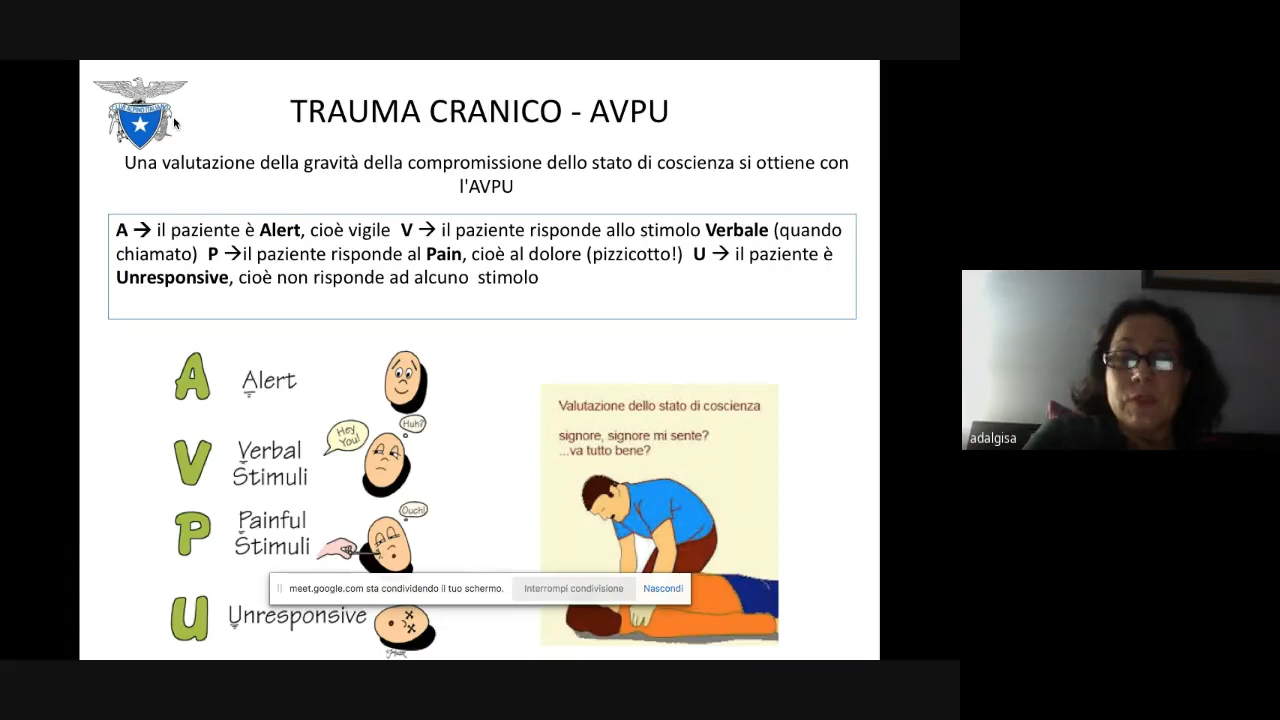 TRAUMA CRANICO - AVPU
Una valutazione della gravità della compromissione dello stato di coscienza si ottiene con
l'AVPU
A → il paziente è Alert, cioè vigile V → il paziente risponde allo stimolo Verbale (quando
chiamato) P →il paziente risponde al Pain, cioè al dolore (pizzicotto!) U → il paziente è
Unresponsive, cioè non risponde ad alcuno stimolo
A Alert
Hey You!
Huh?
V Verbal
Stimuli
Ouch!
P Painful
Stimuli
U Unresponsive
Valutazione dello stato di coscienza
signore, signore mi sente?
...va tutto bene?
meet.google.com sta condividendo il tuo schermo. Interrompi condivisione Nascondi
adalgisa